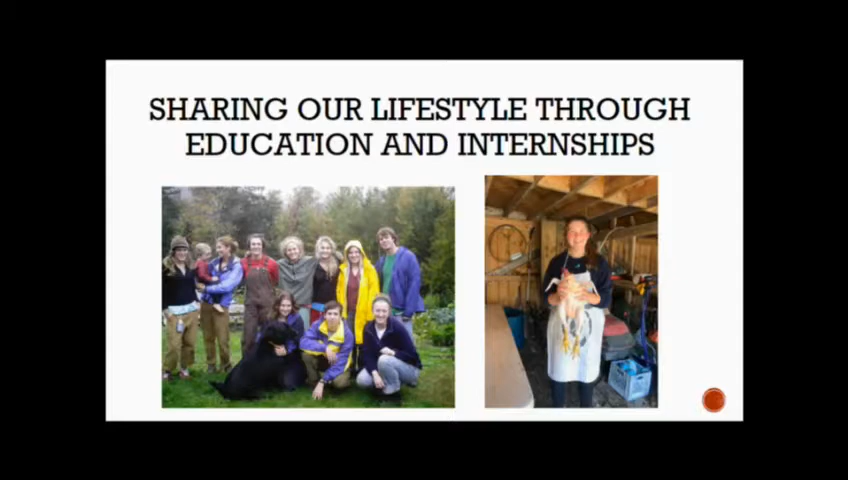 SHARING OUR LIFESTYLE THROUGH
EDUCATION AND INTERNSHIPS